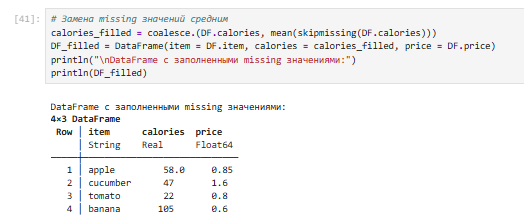 [41]: # Замена missing значений средним
calories_filled = coalesce.(DF.calories, mean(skipmissing(DF.calories)))
DF_filled = DataFrame(item = DF.item, calories = calories_filled, price = DF.price)
println("\nDataFrame с заполненными missing значениями:")
println(DF_filled)
DataFrame с заполненными missing значениями:
4×3 DataFrame
Row │ item calories price
│ String Real Float64
1 │ apple 58.0 0.85
2 │ cucumber 47 1.6
3 │ tomato 22 0.8
4 │ banana 105 0.6